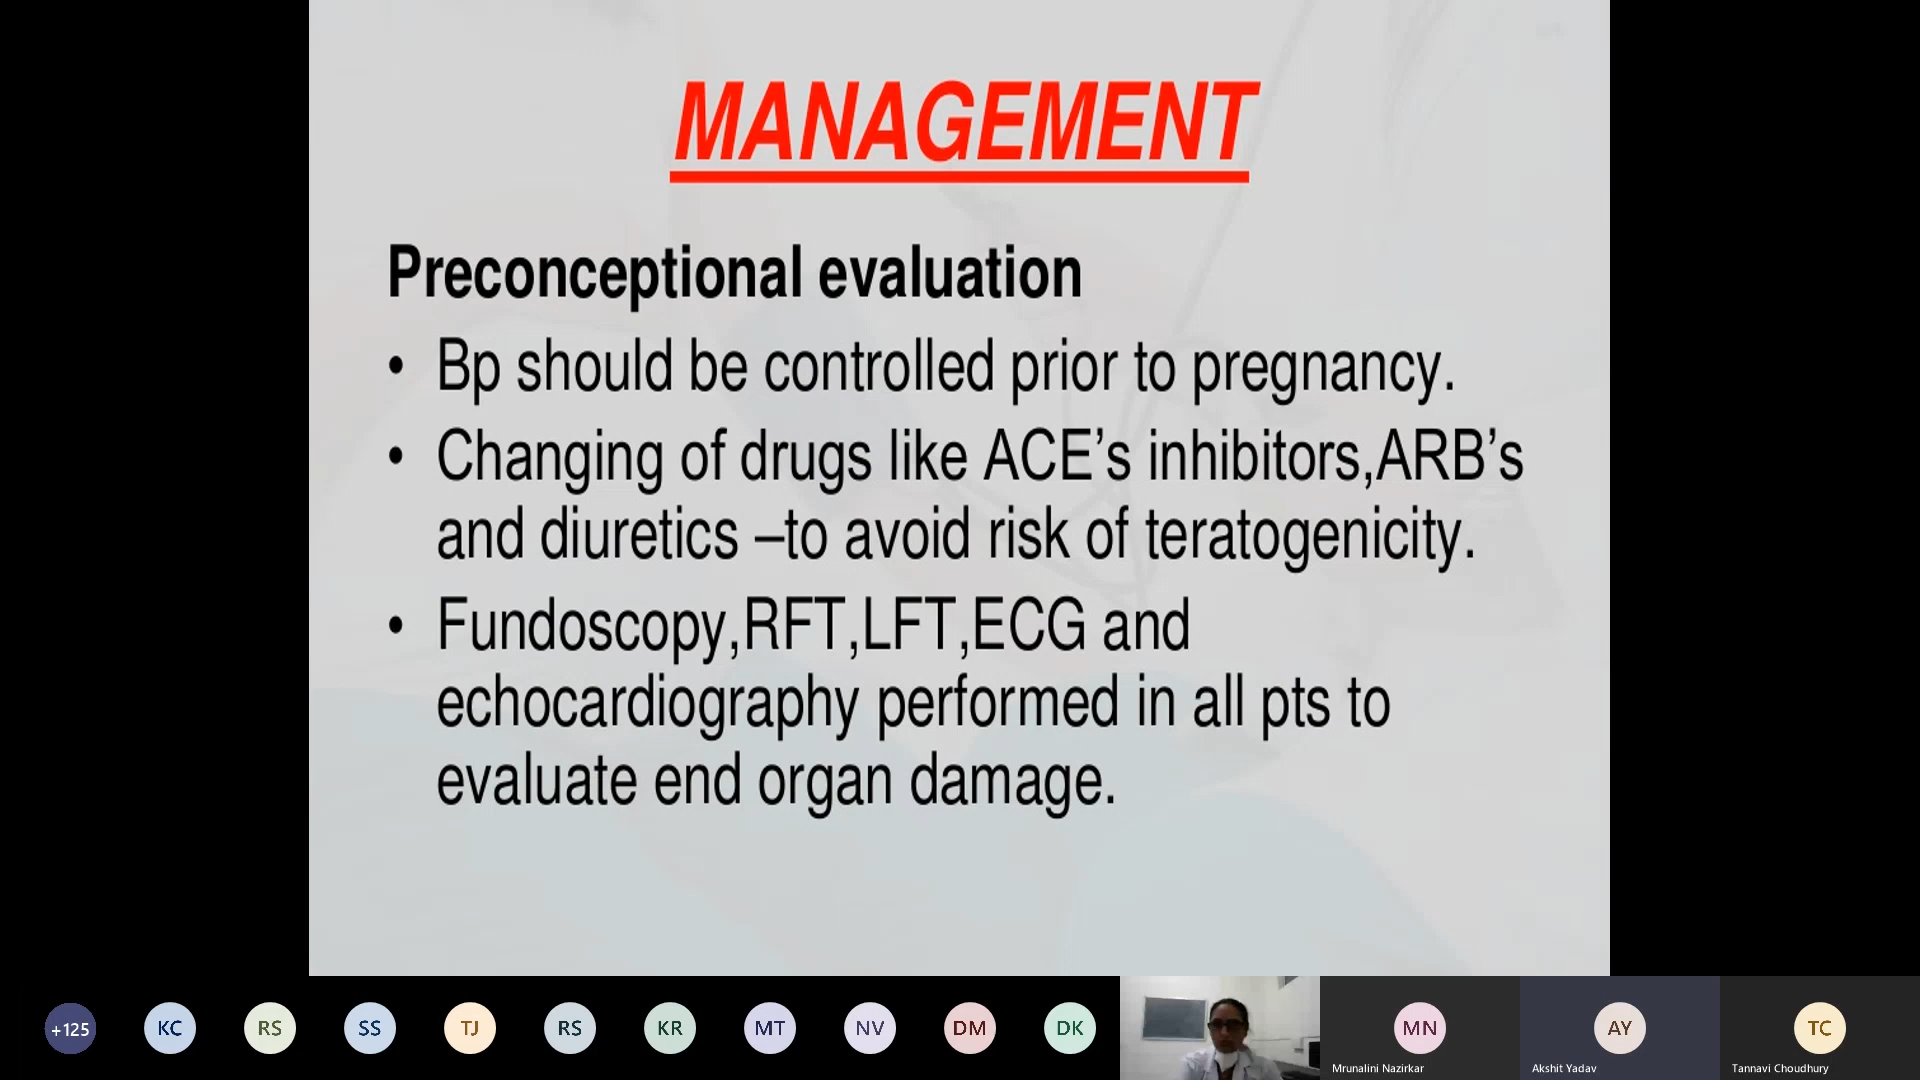 MANAGEMENT
Preconceptional evaluation
• Bp should be controlled prior to pregnancy.
• Changing of drugs like ACE’s inhibitors,ARB’s
and diuretics –to avoid risk of teratogenicity.
• Fundoscopy,RFT,LFT,ECG and
echocardiography performed in all pts to
evaluate end organ damage.
+125 KC RS SS TJ RS KR MT NV DM DK MN AY TC
Mrunalini Nazirkar Akshit Yadav Tannavi Choudhury